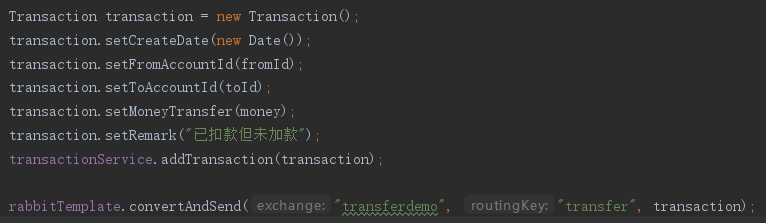 Transaction transaction = new Transaction();
transaction.setCreateDate(new Date());
transaction.setFromAccountId(fromId);
transaction.setToAccountId(toId);
transaction.setMoneyTransfer(money);
transaction.setRemark("已扣款但未加款");
transactionService.addTransaction(transaction);
rabbitTemplate.convertAndSend( exchange: "transferdemo", routingKey: "transfer", transaction);